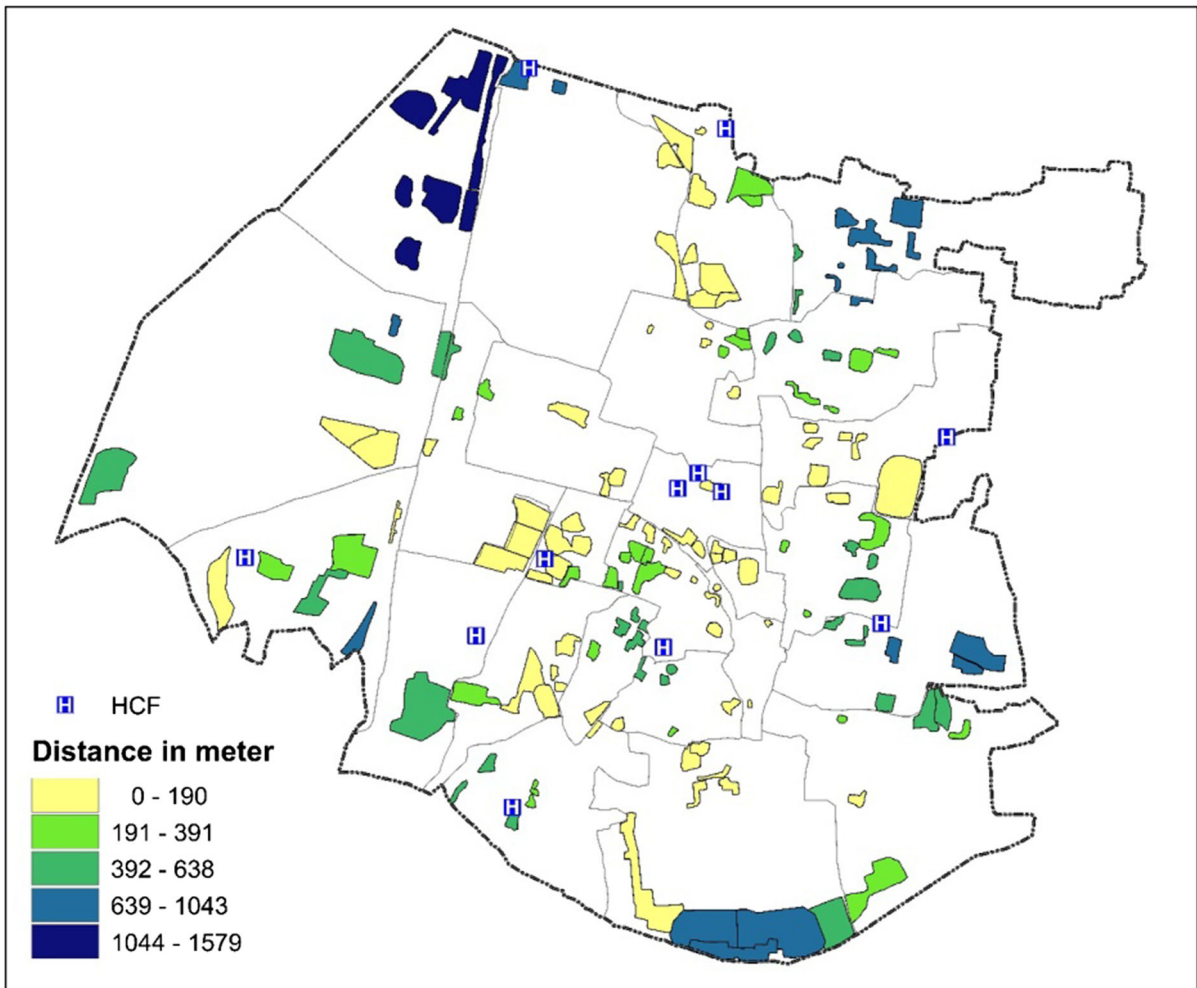 H
H
H
H
H
H
H
H
H
H
H
H
H HCF
Distance in meter
0 - 190
191 - 391
392 - 638
639 - 1043
1044 - 1579